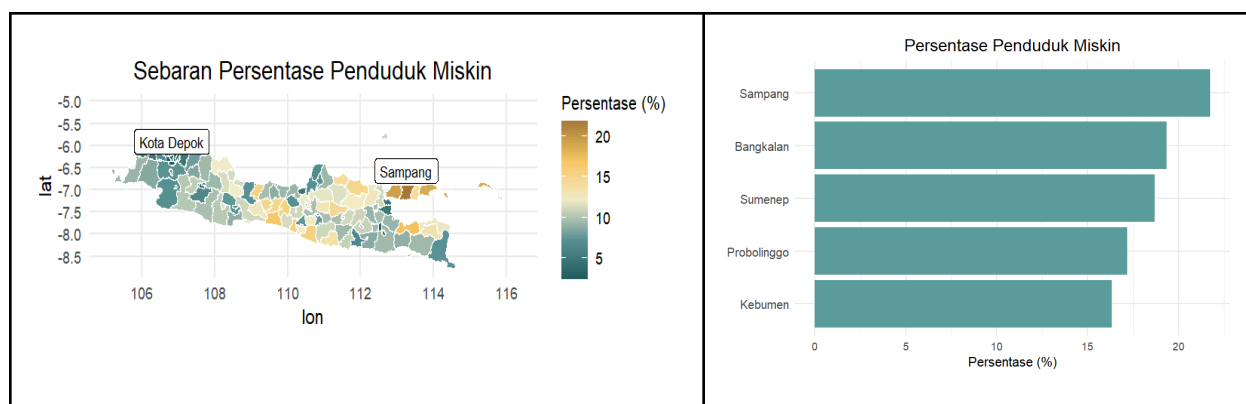 Sebaran Persentase Penduduk Miskin
-5.0
-5.5
-6.0
-6.5
-7.0
-7.5
-8.0
-8.5
lat
Kota Depok
Sampang
106 108 110 112 114 116
lon
Persentase (%)
20
15
10
5
Persentase Penduduk Miskin
Sampang
Bangkalan
Sumenep
Probolinggo
Kebumen
0 5 10 15 20
Persentase (%)